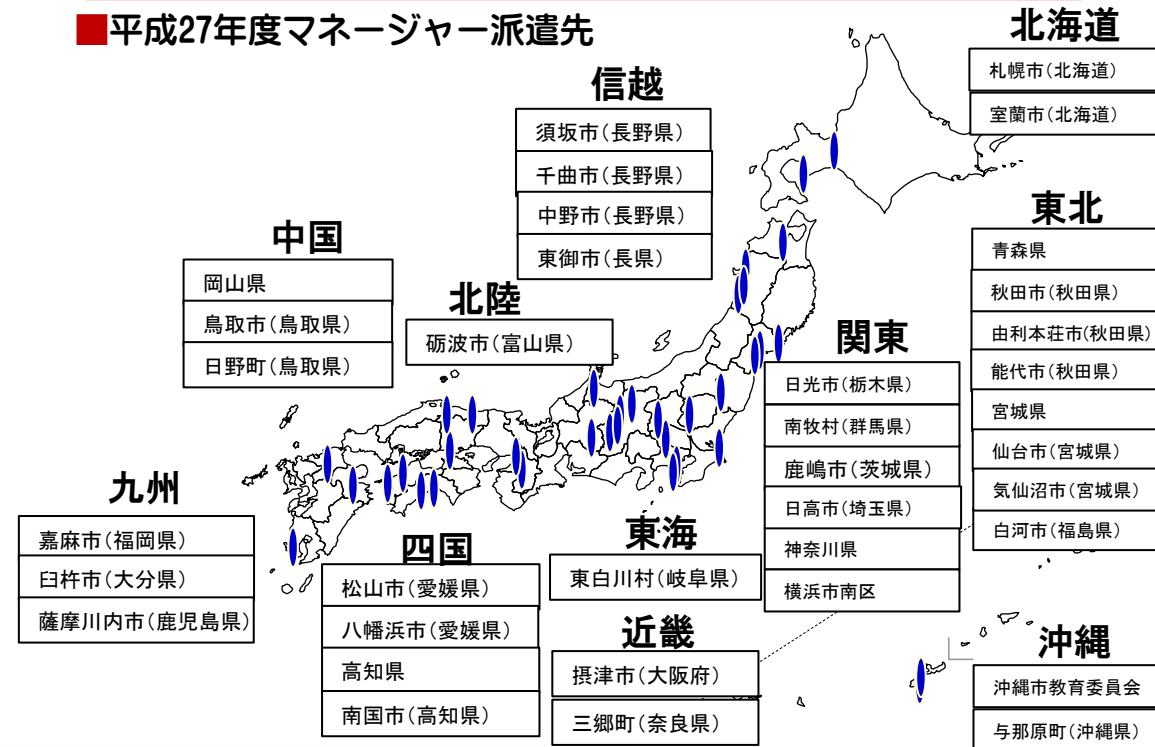 ■平成27年度マネージャー派遣先
北海道
札幌市(北海道)
室蘭市(北海道)
信越
須坂市(長野県)
千曲市(長野県)
中野市(長野県)
東御市(長県)
東北
青森県
秋田市(秋田県)
由利本荘市(秋田県)
能代市(秋田県)
宮城県
仙台市(宮城県)
気仙沼市(宮城県)
白河市(福島県)
中国
岡山県
鳥取市(鳥取県)
日野町(鳥取県)
北陸
砺波市(富山県)
関東
日光市(栃木県)
南牧村(群馬県)
鹿嶋市(茨城県)
日高市(埼玉県)
神奈川県
横浜市南区
九州
嘉麻市(福岡県)
臼杵市(大分県)
薩摩川内市(鹿児島県)
四国
松山市(愛媛県)
八幡浜市(愛媛県)
高知県
南国市(高知県)
東海
東白川村(岐阜県)
近畿
摂津市(大阪府)
三郷町(奈良県)
沖縄
沖縄市教育委員会
与那原町(沖縄県)